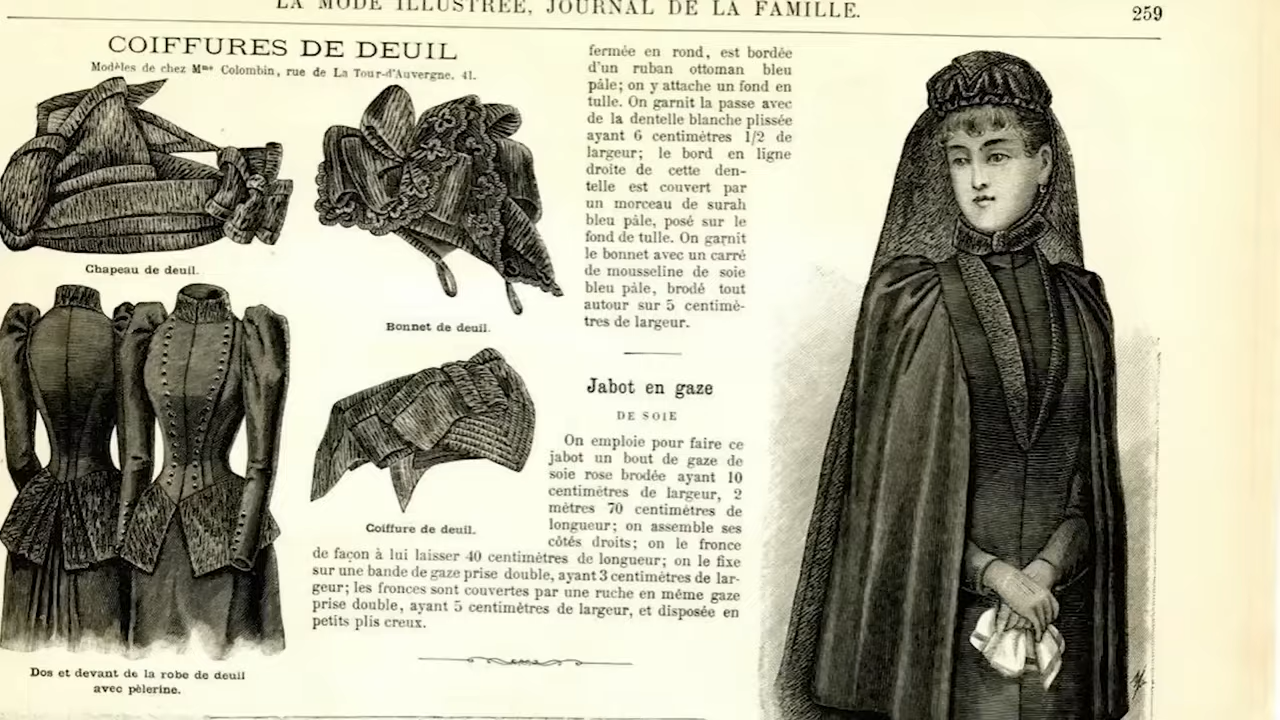 LA MODE ILLUSTRÉE, JOURNAL DE LA FAMILLE.
259
COIFFURES DE DEUIL
Modèles de chez Mme Colombin, rue de La Tour-d'Auvergne, 41.
Chapeau de deuil.
Bonnet de deuil.
Coiffure de deuil.
Dos et devant de la robe de deuil
avec pèlerine.
fermée en rond, est bordée
d'un ruban ottoman bleu
pâle; on y attache un fond en
tulle. On garnit la passe avec
de la dentelle blanche plissée
ayant 6 centimètres 1/2 de
largeur; le bord en ligne
droite de cette den-
telle est couvert par
un morceau de surah
bleu pâle, posé sur le
fond de tulle. On garnit
le bonnet avec un carré
de mousseline de soie
bleu pâle, brodé tout
autour sur 5 centimè-
tres de largeur.
Jabot en gaze
DE SOIE
On emploie pour faire ce
jabot un bout de gaze de
soie rose brodée ayant 10
centimètres de largeur, 2
mètres 70 centimètres de
longueur; on assemble ses
côtés droits; on le fronce
de façon à lui laisser 40 centimètres de longueur; on le fixe
sur une bande de gaze prise double, ayant 3 centimètres de lar-
geur; les fronces sont couvertes par une ruche en même gaze
prise double, ayant 5 centimètres de largeur, et disposée en
petits plis creux.